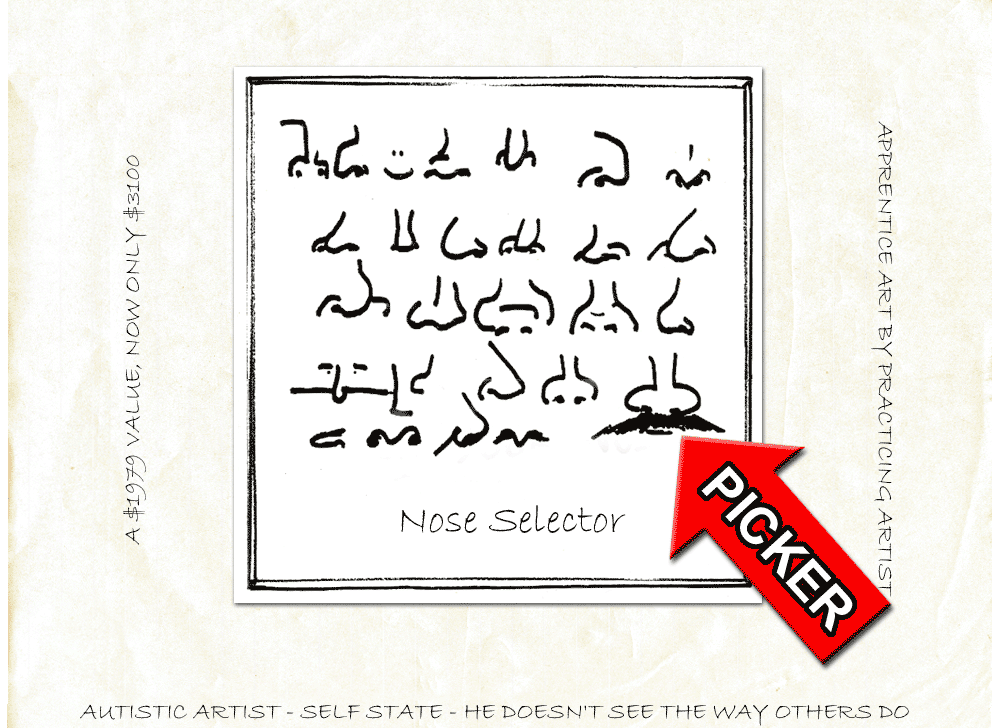 A $1979 VALUE, NOW ONLY $3100
APPRENTICE ART BY PRACTICING ARTIST
Nose Selector
PICKER
AUTISTIC ARTIST - SELF STATE - HE DOESN'T SEE THE WAY OTHERS DO